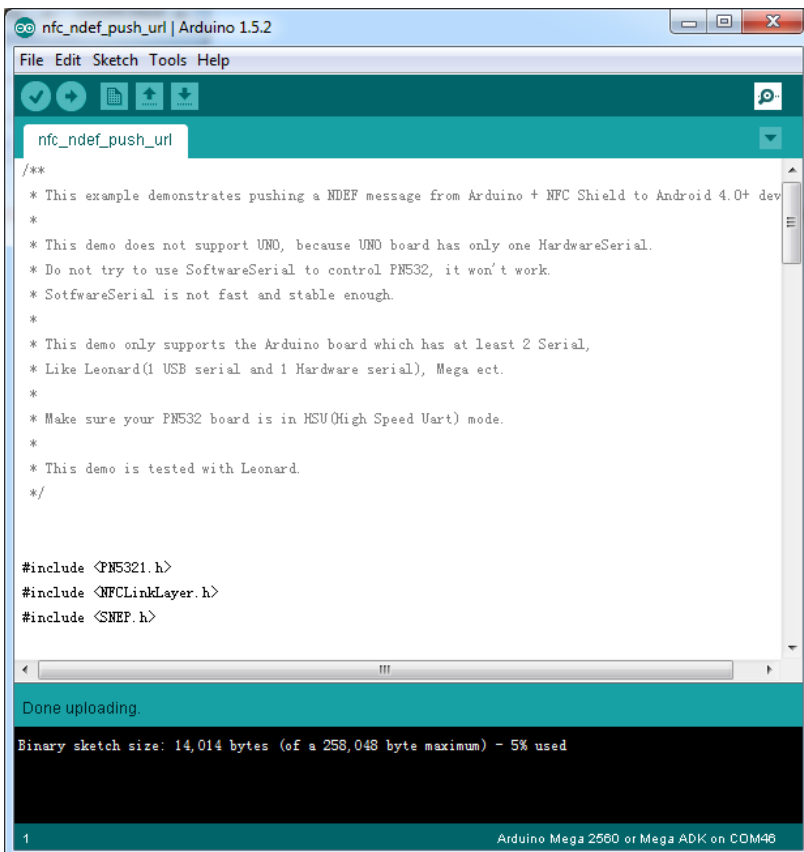 nfc_ndef_push_url | Arduino 1.5.2
File Edit Sketch Tools Help
nfc_ndef_push_url
/**
* This example demonstrates pushing a NDEF message from Arduino + NFC Shield to Android 4.0+ dev
*
* This demo does not support UNO, because UNO board has only one HardwareSerial.
* Do not try to use SoftwareSerial to control PN532, it won't work.
* SotfwareSerial is not fast and stable enough.
*
* This demo only supports the Arduino board which has at least 2 Serial,
* Like Leonard(1 USB serial and 1 Hardware serial), Mega ect.
*
* Make sure your PN532 board is in HSU(High Speed Uart) mode.
*
* This demo is tested with Leonard.
*/
#include <PN5321.h>
#include <NFCLinkLayer.h>
#include <SNEP.h>
Done uploading.
Binary sketch size: 14,014 bytes (of a 258,048 byte maximum) - 5% used
1 Arduino Mega 2560 or Mega ADK on COM46